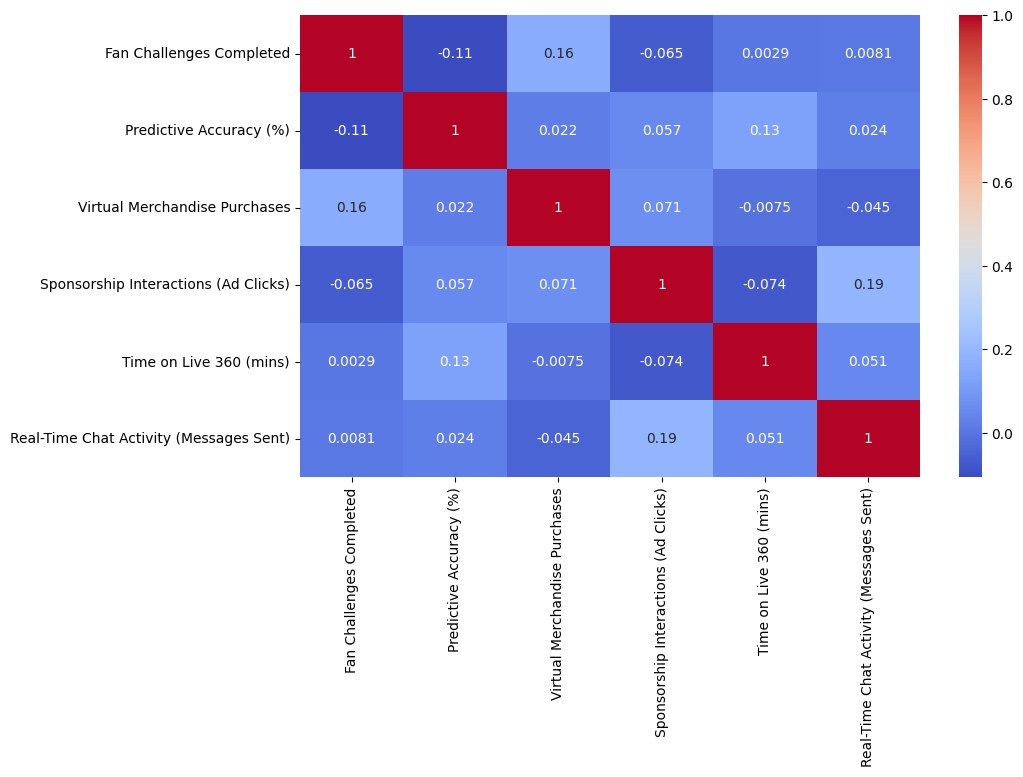 Fan Challenges Completed 1 -0.11 0.16 -0.065 0.0029 0.0081
Predictive Accuracy (%) -0.11 1 0.022 0.057 0.13 0.024
Virtual Merchandise Purchases 0.16 0.022 1 0.071 -0.0075 -0.045
Sponsorship Interactions (Ad Clicks) -0.065 0.057 0.071 1 -0.074 0.19
Time on Live 360 (mins) 0.0029 0.13 -0.0075 -0.074 1 0.051
Real-Time Chat Activity (Messages Sent) 0.0081 0.024 -0.045 0.19 0.051 1
Fan Challenges Completed
Predictive Accuracy (%)
Virtual Merchandise Purchases
Sponsorship Interactions (Ad Clicks)
Time on Live 360 (mins)
Real-Time Chat Activity (Messages Sent)
1.0
0.8
0.6
0.4
0.2
0.0